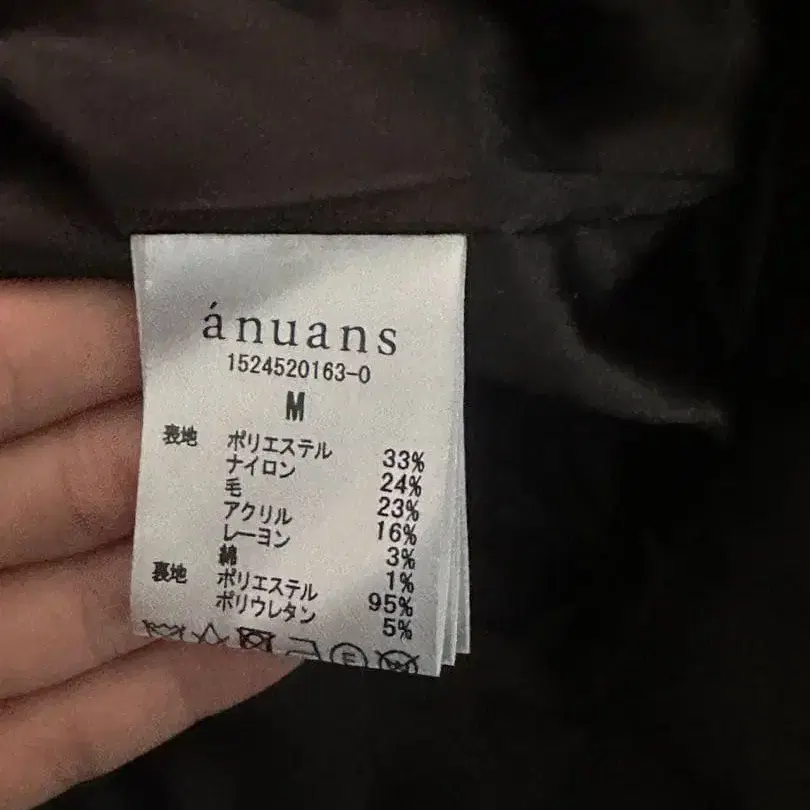 ánuans
1524520163-0
M
表地 ポリエステル 33%
ナイロン 24%
毛 23%
アクリル 16%
レーヨン 3%
綿 1%
裏地 ポリエステル 95%
ポリウレタン 5%